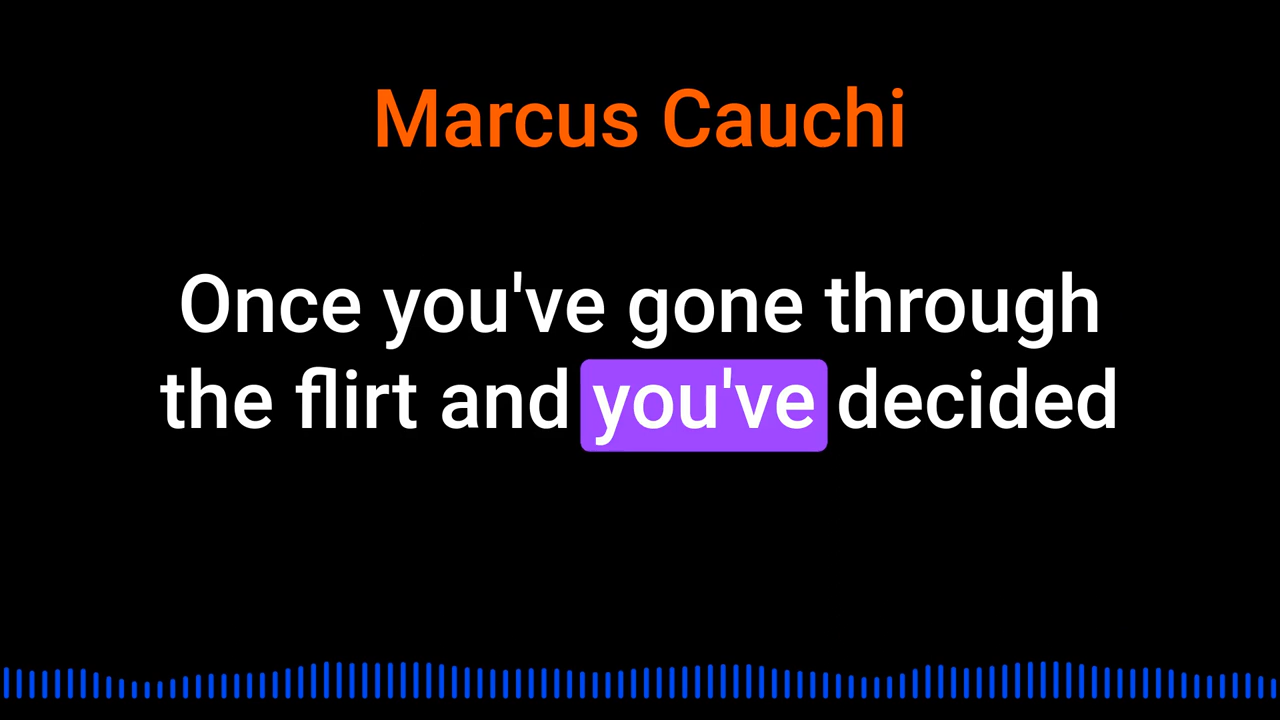 Marcus Cauchi
Once you've gone through
the flirt and you've decided